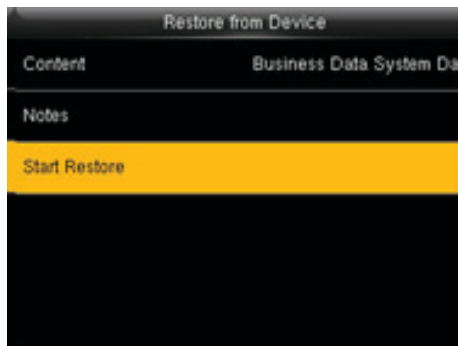 Restore from Device
Content Business Data System Da
Notes
Start Restore